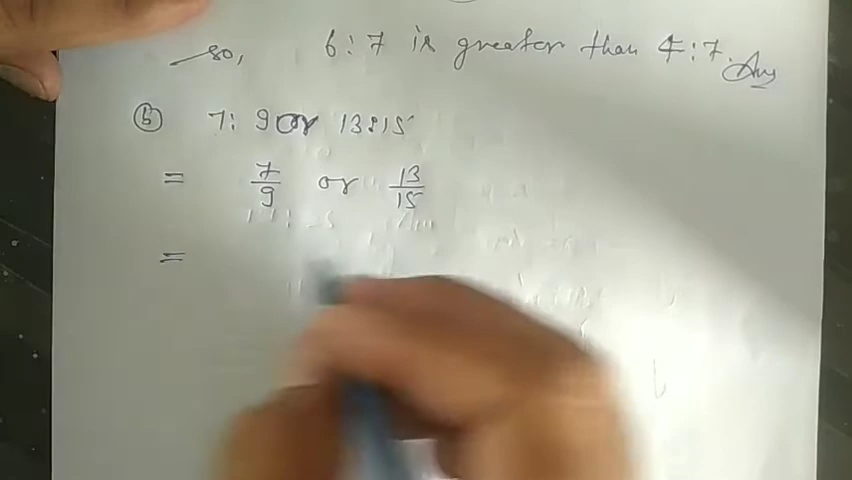 so, 6:7 is greater than 4:7. Ans
(b) 7:9 or 13:15
= 7/9 or 13/15
=